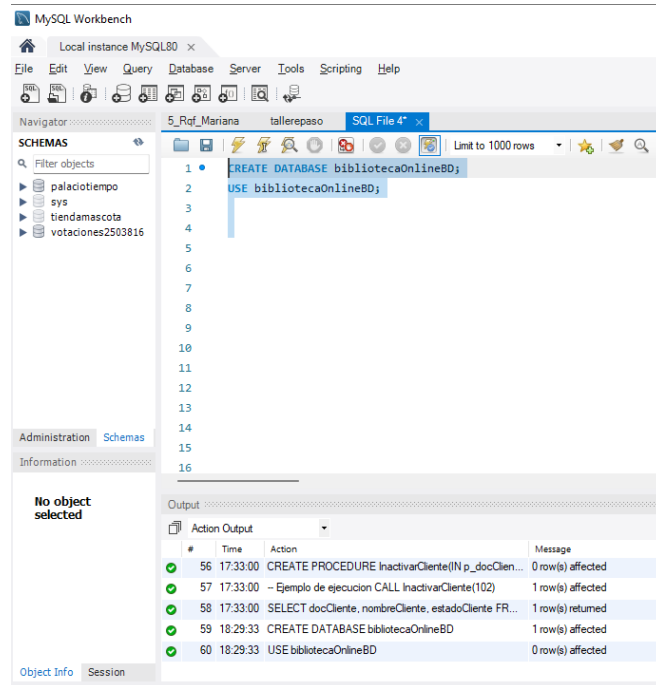 MySQL Workbench
Local instance MySQL80 ×
File Edit View Query Database Server Tools Scripting Help
Navigator
SCHEMAS
Filter objects
palaciotiempo
sys
tiendamascota
votaciones2503816
Administration Schemas
Information
No object
selected
Object Info Session
5_Rqf_Mariana tallerepaso SQL File 4* ×
Limit to 1000 rows
1 CREATE DATABASE bibliotecaOnlineBD;
2 USE bibliotecaOnlineBD;
3
4
5
6
7
8
9
10
11
12
13
14
15
16
Output
Action Output
# Time Action Message
56 17:33:00 CREATE PROCEDURE InactivarCliente(IN p_docClien... 0 row(s) affected
57 17:33:00 -- Ejemplo de ejecucion CALL InactivarCliente(102) 1 row(s) affected
58 17:33:00 SELECT docCliente, nombreCliente, estadoCliente FR... 1 row(s) returned
59 18:29:33 CREATE DATABASE bibliotecaOnlineBD 1 row(s) affected
60 18:29:33 USE bibliotecaOnlineBD 0 row(s) affected